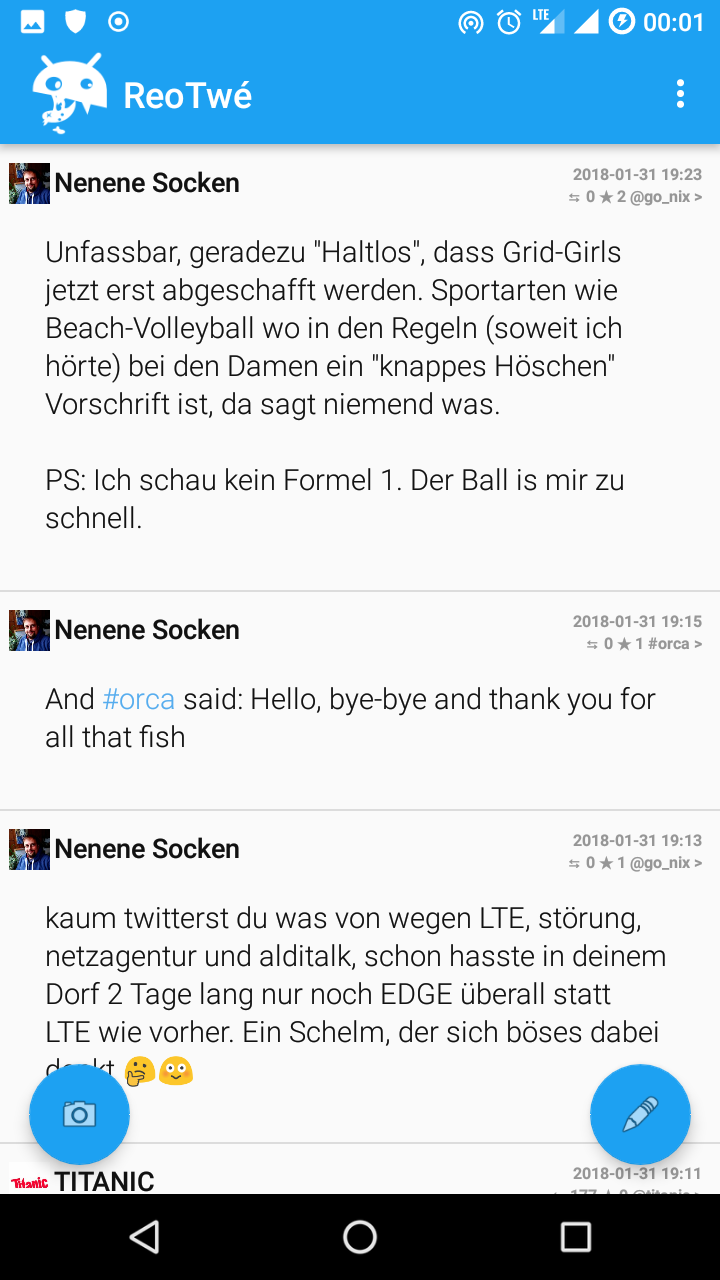 LTE 00:01
ReoTwé
Nenene Socken
2018-01-31 19:23
⇆ 0 ★ 2 @go_nix >
Unfassbar, geradezu "Haltlos", dass Grid-Girls
jetzt erst abgeschafft werden. Sportarten wie
Beach-Volleyball wo in den Regeln (soweit ich
hörte) bei den Damen ein "knappes Höschen"
Vorschrift ist, da sagt niemend was.
PS: Ich schau kein Formel 1. Der Ball is mir zu
schnell.
Nenene Socken
2018-01-31 19:15
⇆ 0 ★ 1 #orca >
And #orca said: Hello, bye-bye and thank you for
all that fish
Nenene Socken
2018-01-31 19:13
⇆ 0 ★ 1 @go_nix >
kaum twitterst du was von wegen LTE, störung,
netzagentur und alditalk, schon hasste in deinem
Dorf 2 Tage lang nur noch EDGE überall statt
LTE wie vorher. Ein Schelm, der sich böses dabei
🤔😳
Titanic
TITANIC
2018-01-31 19:11